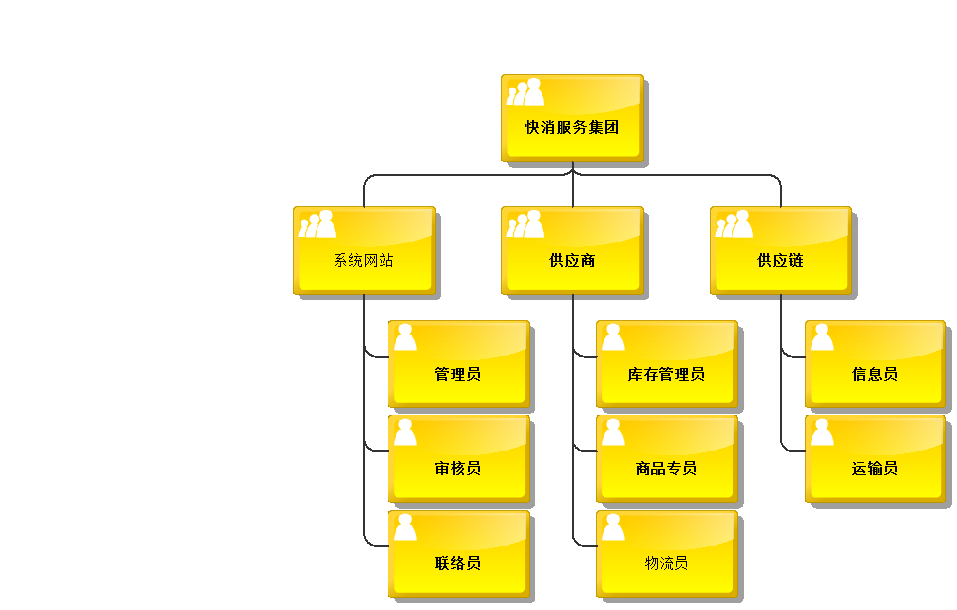 快消服务集团
系统网站
供应商
供应链
管理员
库存管理员
信息员
审核员
商品专员
运输员
联络员
物流员